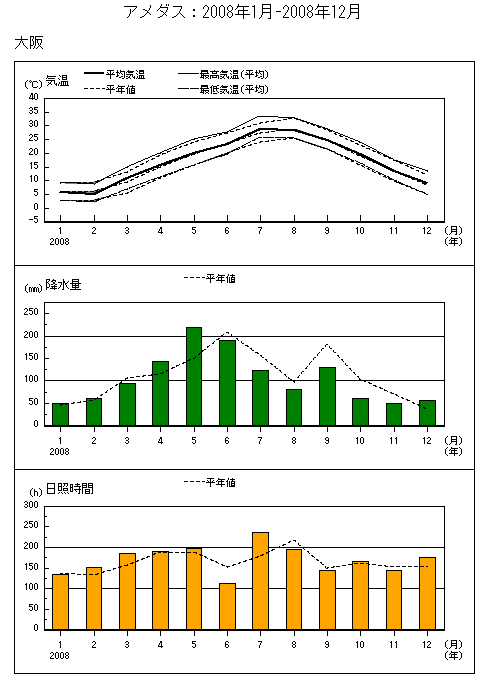 アメダス：2008年1月-2008年12月
大阪
(℃) 気温
平均気温 最高気温(平均)
平年値 最低気温(平均)
40
35
30
25
20
15
10
5
0
-5
1 2 3 4 5 6 7 8 9 10 11 12 (月)
2008 (年)
(mm) 降水量 平年値
250
200
150
100
50
0
1 2 3 4 5 6 7 8 9 10 11 12 (月)
2008 (年)
(h) 日照時間 平年値
300
250
200
150
100
50
0
1 2 3 4 5 6 7 8 9 10 11 12 (月)
2008 (年)